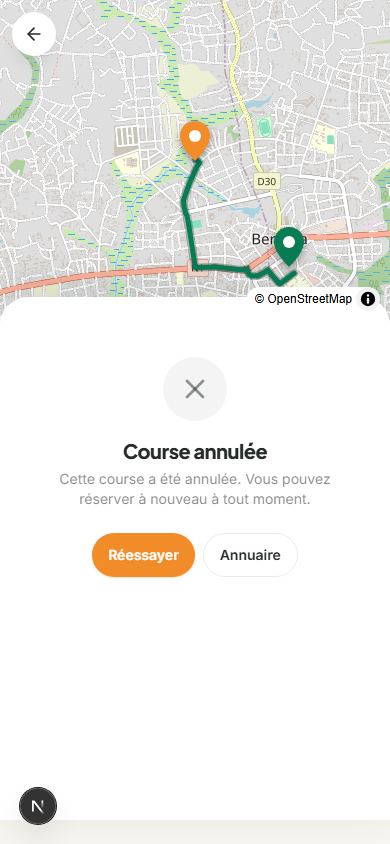 D30
© OpenStreetMap
Course annulée
Cette course a été annulée. Vous pouvez
réserver à nouveau à tout moment.
Réessayer
Annuaire
N